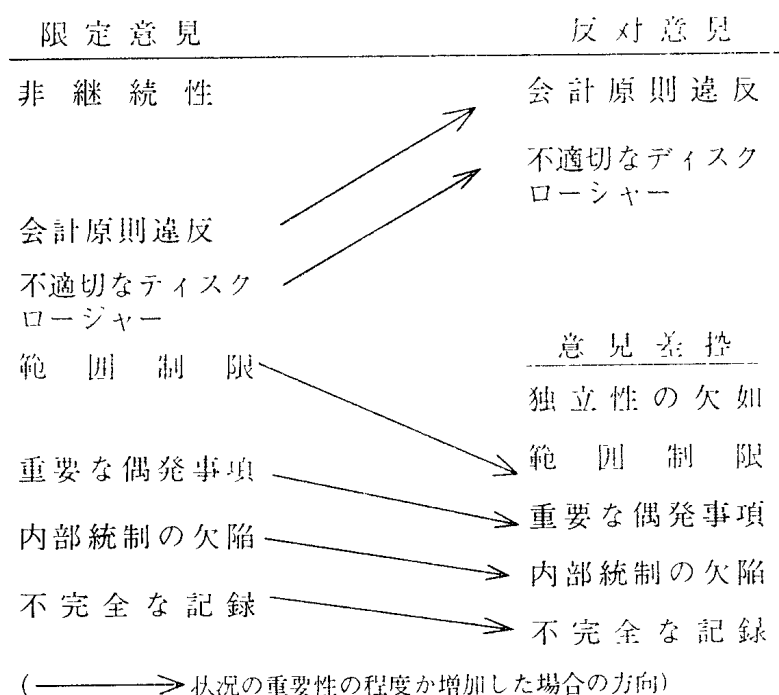 限定意見
非継続性
会計原則違反
不適切なティスク
ロージャー
範囲制限
重要な偶発事項
内部統制の欠陥
不完全な記録
反対意見
会計原則違反
不適切なディスク
ローシャー
意見差控
独立性の欠如
範囲制限
重要な偶発事項
内部統制の欠陥
不完全な記録
(→状況の重要性の程度か増加した場合の方向)